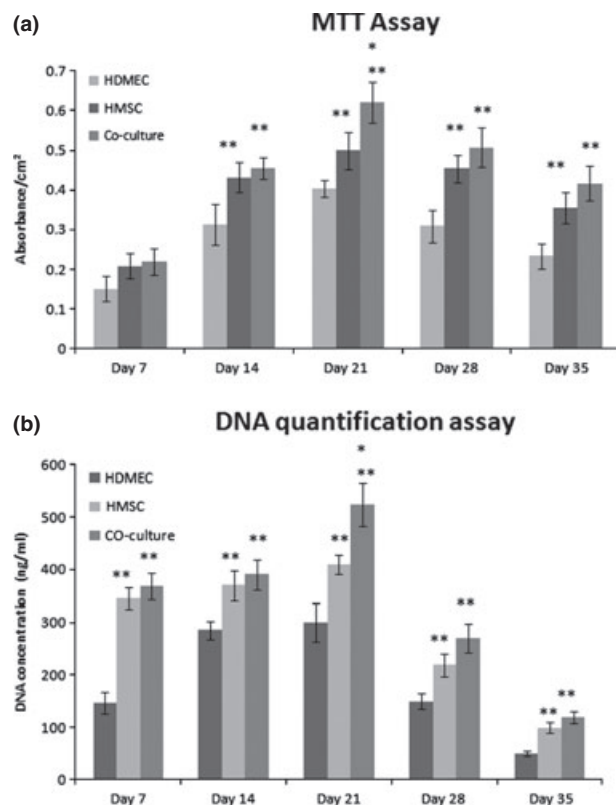 (a)
MTT Assay
Absorbance/cm²
0.7
0.6
0.5
0.4
0.3
0.2
0.1
0
HDMEC
HMSC
Co-culture
** **
** * **
** **
** **
Day 7 Day 14 Day 21 Day 28 Day 35
(b)
DNA quantification assay
DNA concentration (ng/ml)
600
500
400
300
200
100
0
HDMEC
HMSC
CO-culture
** **
** **
** * **
** **
** **
Day 7 Day 14 Day 21 Day 28 Day 35